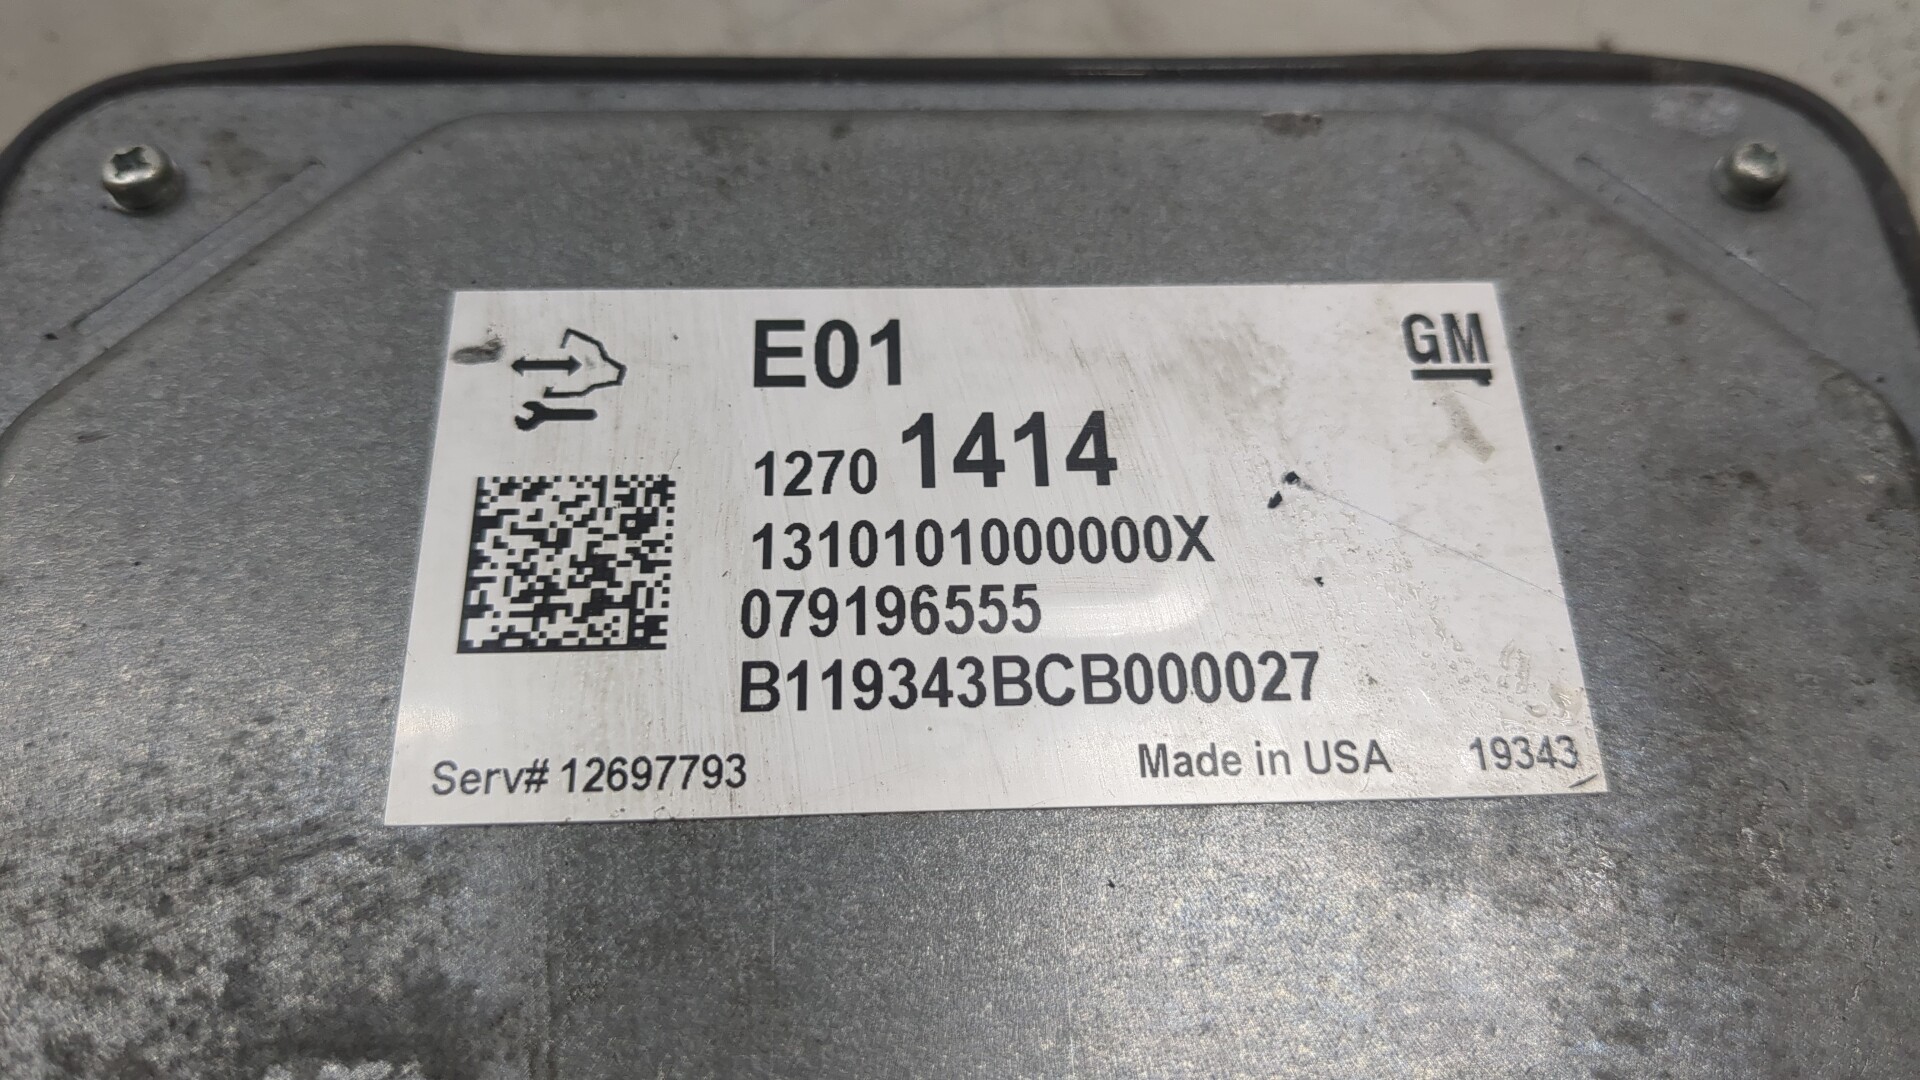 E01
GM
1270 1414
1310101000000X
079196555
B119343BCB000027
Serv# 12697793
Made in USA 19343